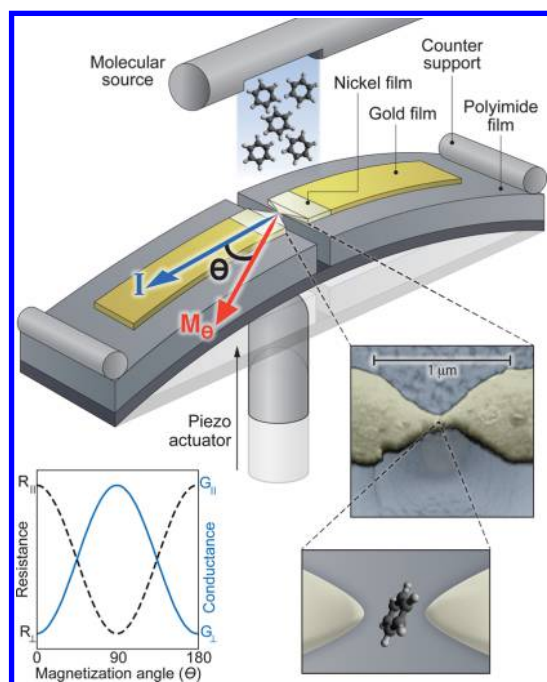 Molecular
source
Counter
support
Nickel film
Polyimide
film
Gold film
I
Θ
M_Θ
1 μm
Piezo
actuator
R||
G||
Resistance
Conductance
R⊥
G⊥
0
90
180
Magnetization angle (Θ)